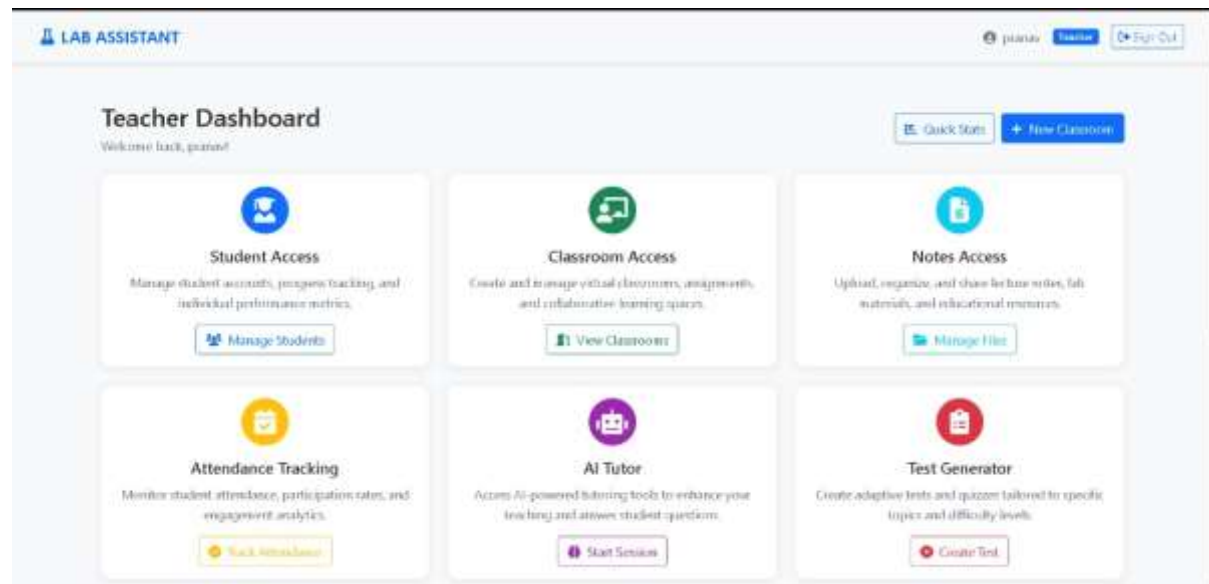 LAB ASSISTANT
pranav Teacher Sign Out
Teacher Dashboard
Welcome back, pranav!
Quick Stats
+ New Classroom
Student Access
Manage student accounts, progress tracking, and
individual performance metrics.
Manage Students
Classroom Access
Create and manage virtual classrooms, assignments,
and collaborative learning spaces.
View Classrooms
Notes Access
Upload, organize, and share lecture notes, lab
materials, and educational resources.
Manage Files
Attendance Tracking
Monitor student attendance, participation rates, and
engagement analytics.
Track Attendance
AI Tutor
Access AI-powered tutoring tools to enhance your
teaching and answer student questions.
Start Session
Test Generator
Create adaptive tests and quizzes tailored to specific
topics and difficulty levels.
Create Test